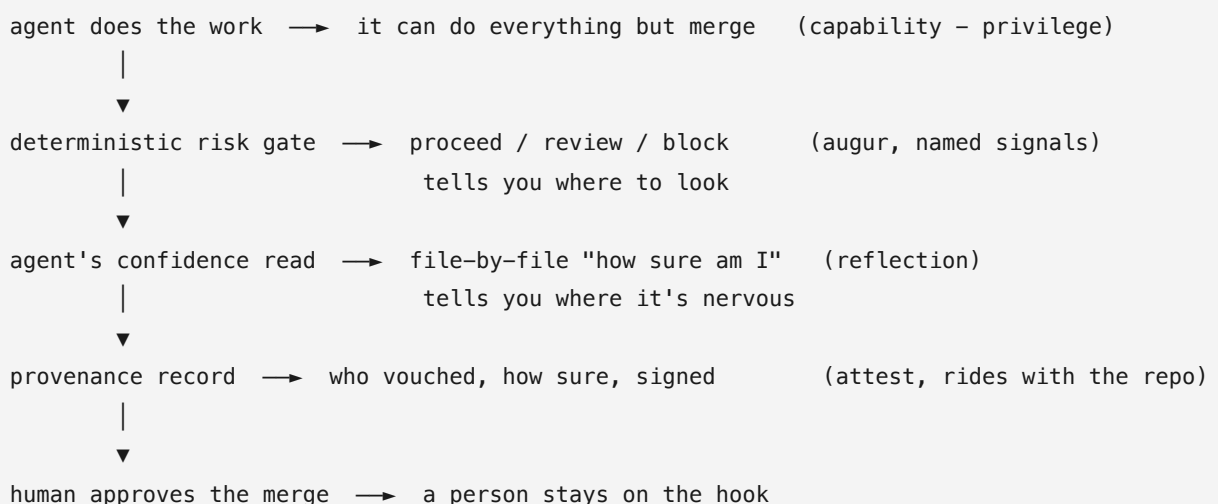 agent does the work ──► it can do everything but merge (capability − privilege)
│
▼
deterministic risk gate ──► proceed / review / block (augur, named signals)
│ tells you where to look
▼
agent's confidence read ──► file-by-file "how sure am I" (reflection)
│ tells you where it's nervous
▼
provenance record ──► who vouched, how sure, signed (attest, rides with the repo)
│
▼
human approves the merge ──► a person stays on the hook